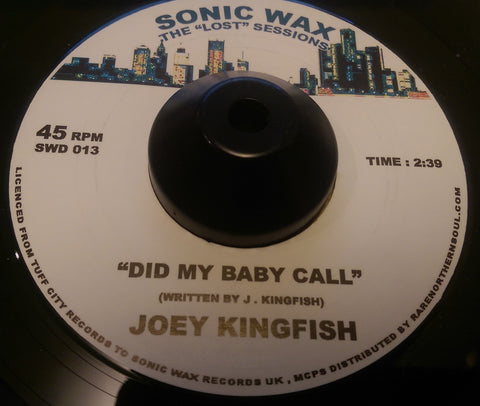 SONIC WAX
THE "LOST" SESSIONS
45 RPM
SWD 013
TIME : 2:39
"DID MY BABY CALL"
(WRITTEN BY J . KINGFISH)
JOEY KINGFISH
LICENCED FROM TUFF CITY RECORDS TO SONIC WAX RECORDS UK , MCPS DISTRIBUTED BY RARENORTHERNSOUL.COM